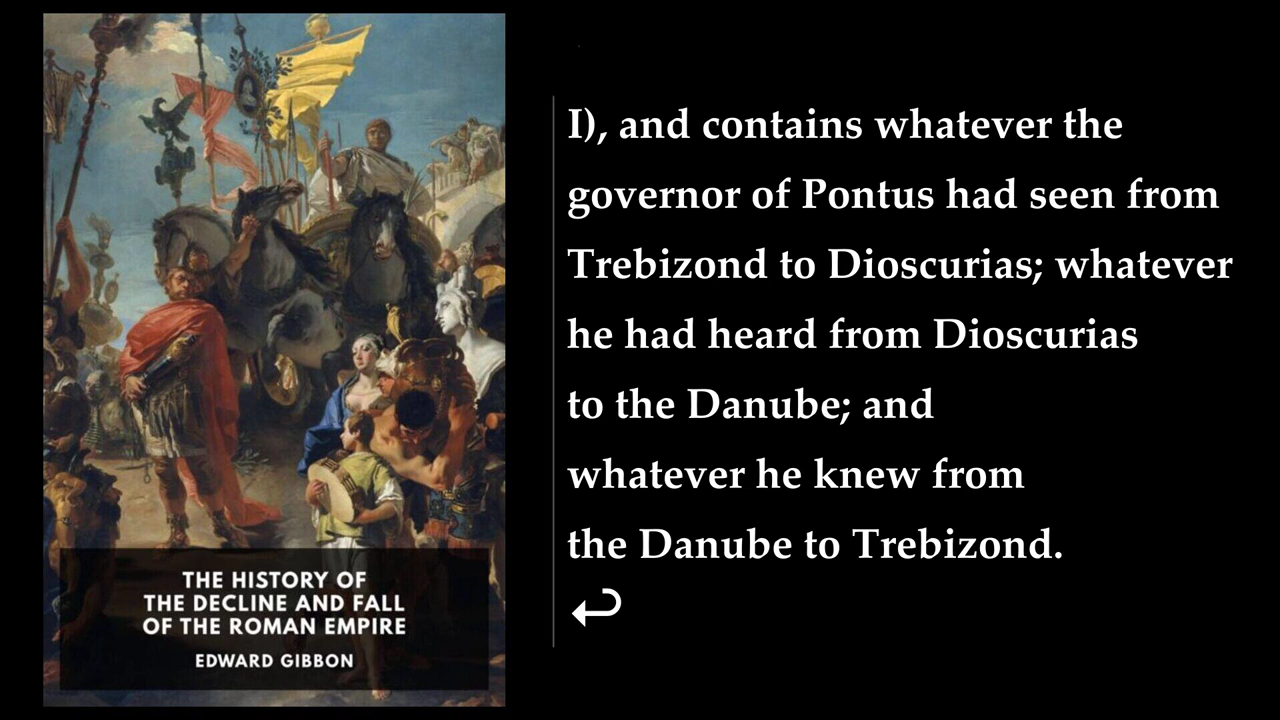 THE HISTORY OF
THE DECLINE AND FALL
OF THE ROMAN EMPIRE
EDWARD GIBBON
I), and contains whatever the
governor of Pontus had seen from
Trebizond to Dioscurias; whatever
he had heard from Dioscurias
to the Danube; and
whatever he knew from
the Danube to Trebizond.
↩